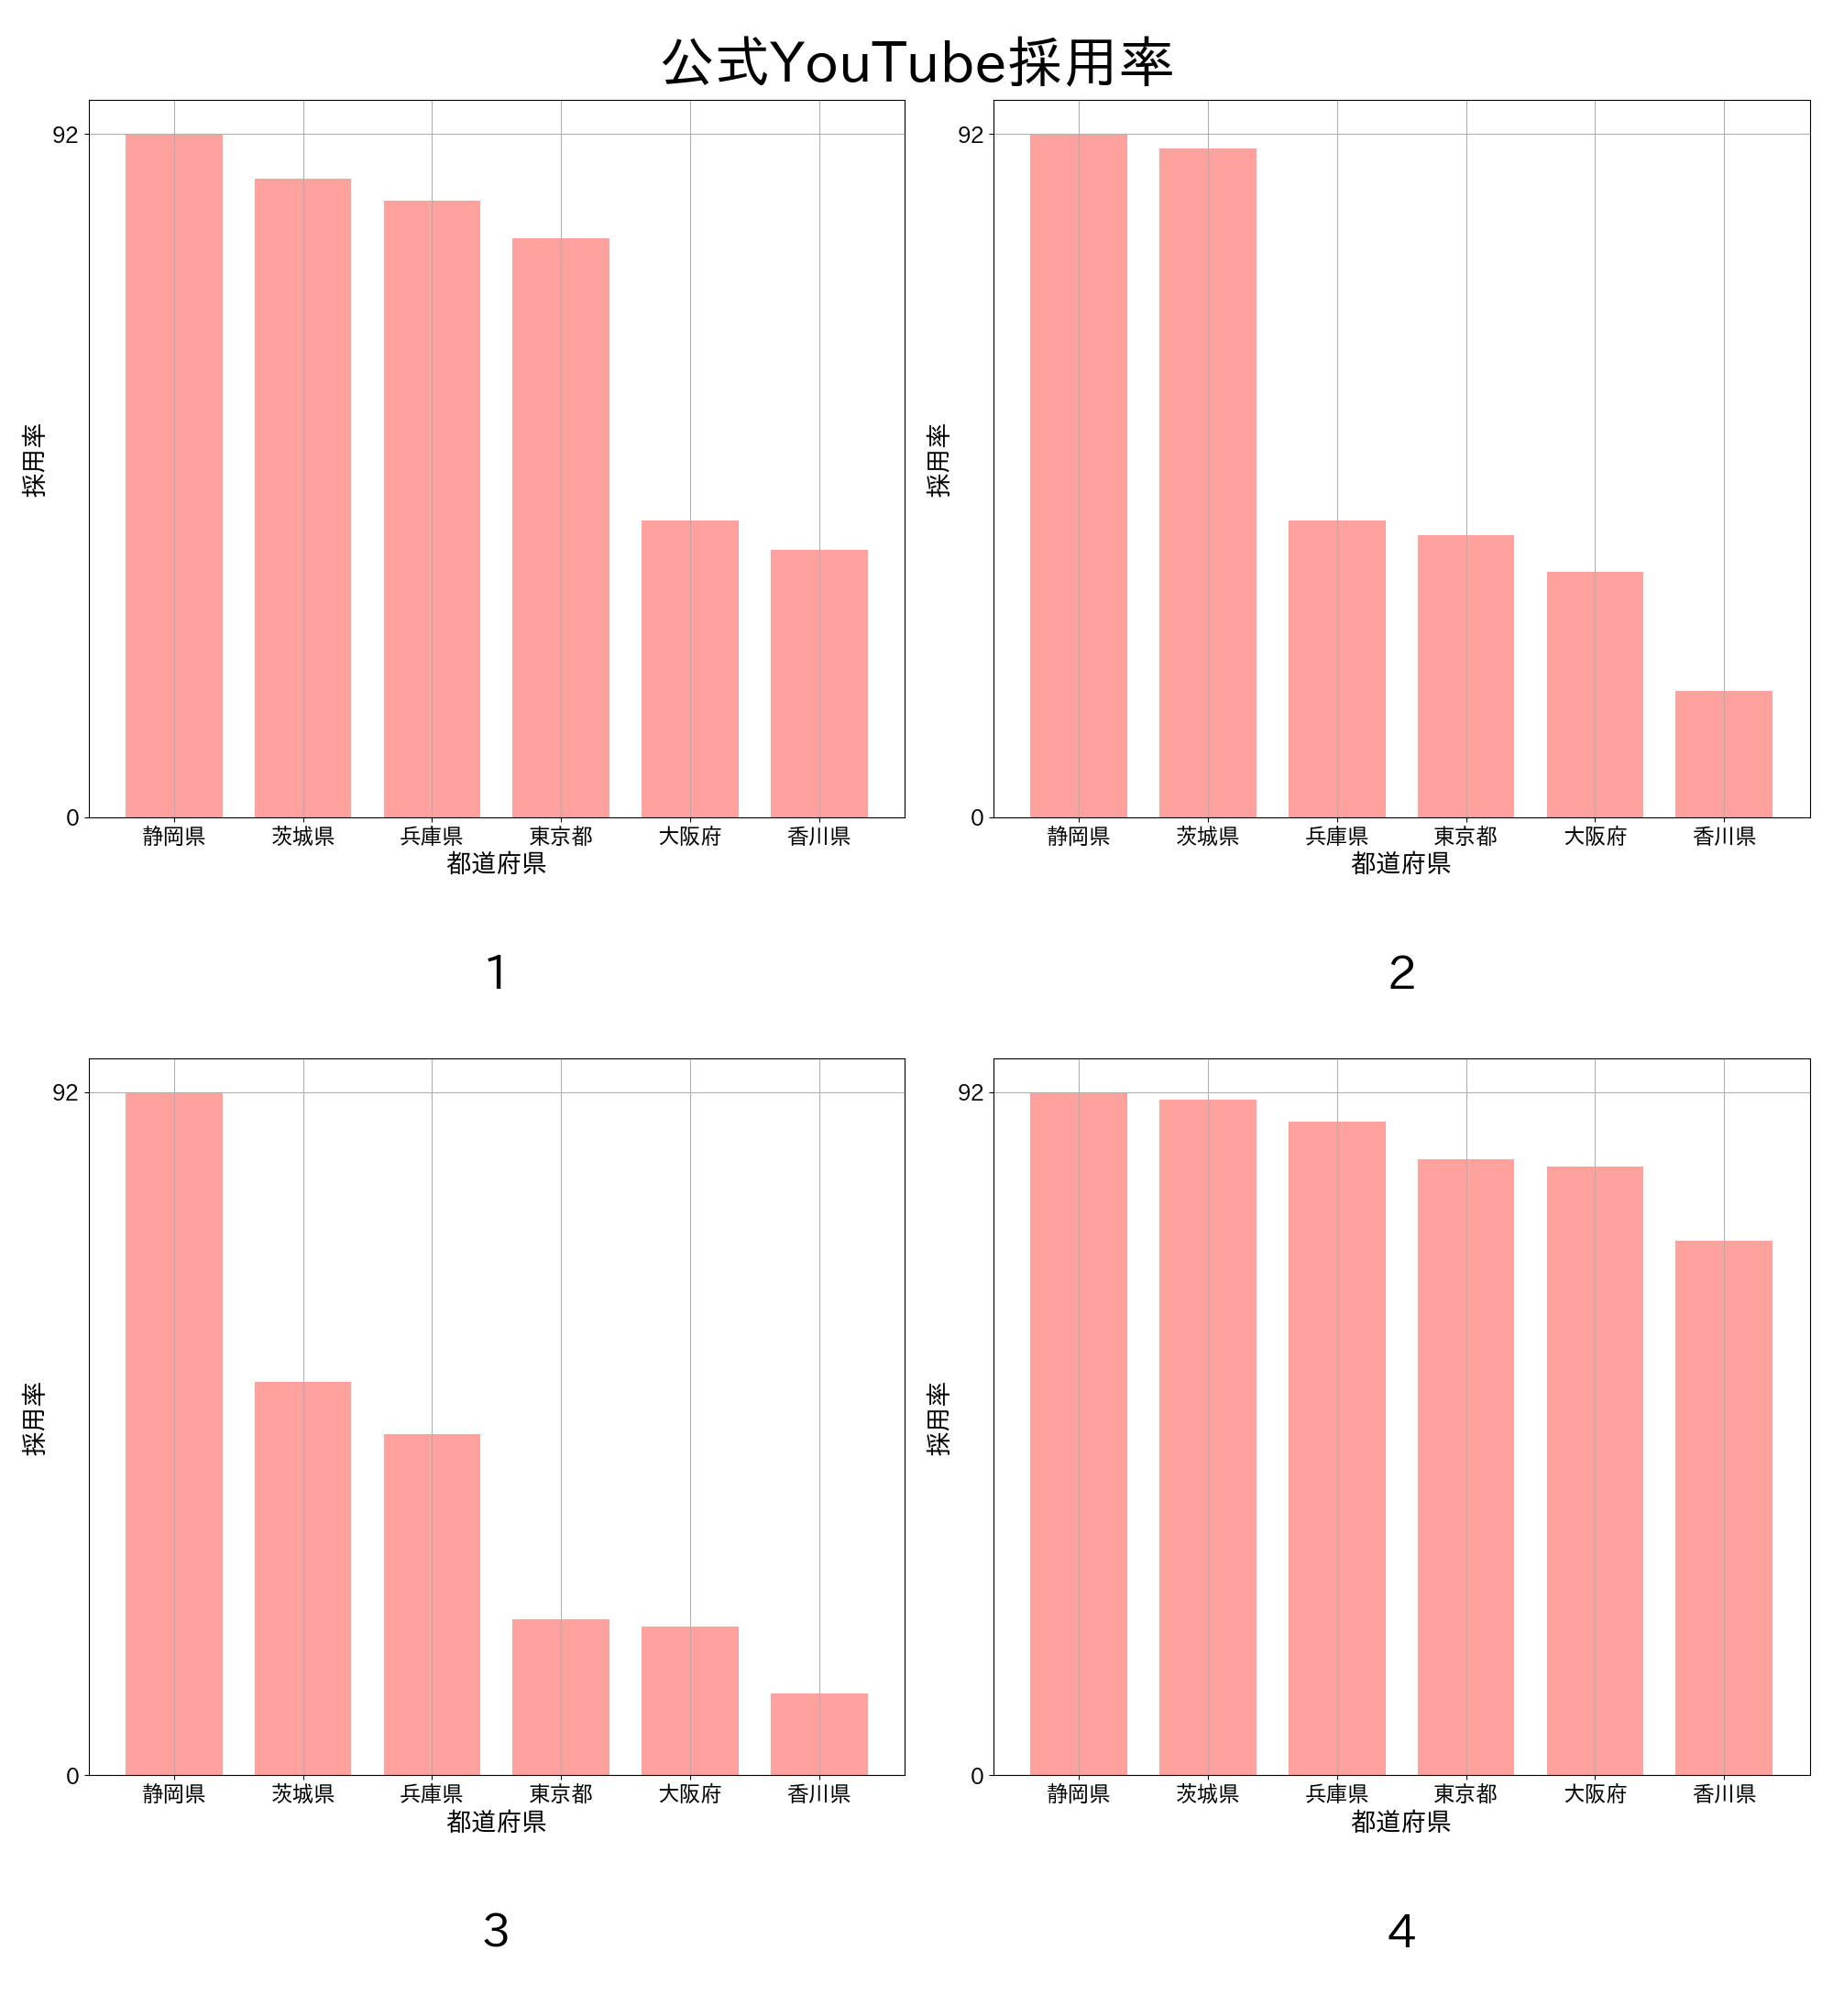 公式YouTube採用率
92
0
採用率
静岡県 茨城県 兵庫県 東京都 大阪府 香川県
都道府県
1
92
0
採用率
静岡県 茨城県 兵庫県 東京都 大阪府 香川県
都道府県
2
92
0
採用率
静岡県 茨城県 兵庫県 東京都 大阪府 香川県
都道府県
3
92
0
採用率
静岡県 茨城県 兵庫県 東京都 大阪府 香川県
都道府県
4